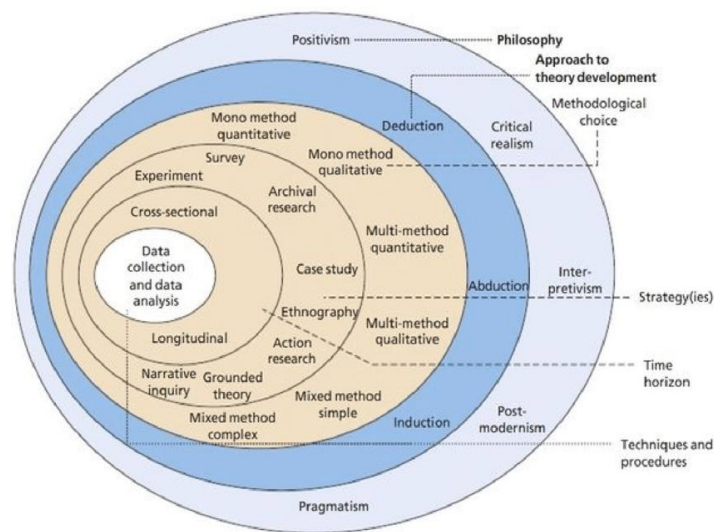 Positivism
Philosophy
Approach to
theory development
Methodological
choice
Mono method
quantitative
Deduction
Critical
realism
Survey
Mono method
qualitative
Experiment
Archival
research
Cross-sectional
Multi-method
quantitative
Data
collection
and data
analysis
Case study
Abduction
Inter-
pretivism
Strategy(ies)
Ethnography
Multi-method
qualitative
Longitudinal
Action
research
Time
horizon
Narrative
inquiry
Grounded
theory
Mixed method
simple
Mixed method
complex
Induction
Post-
modernism
Techniques and
procedures
Pragmatism